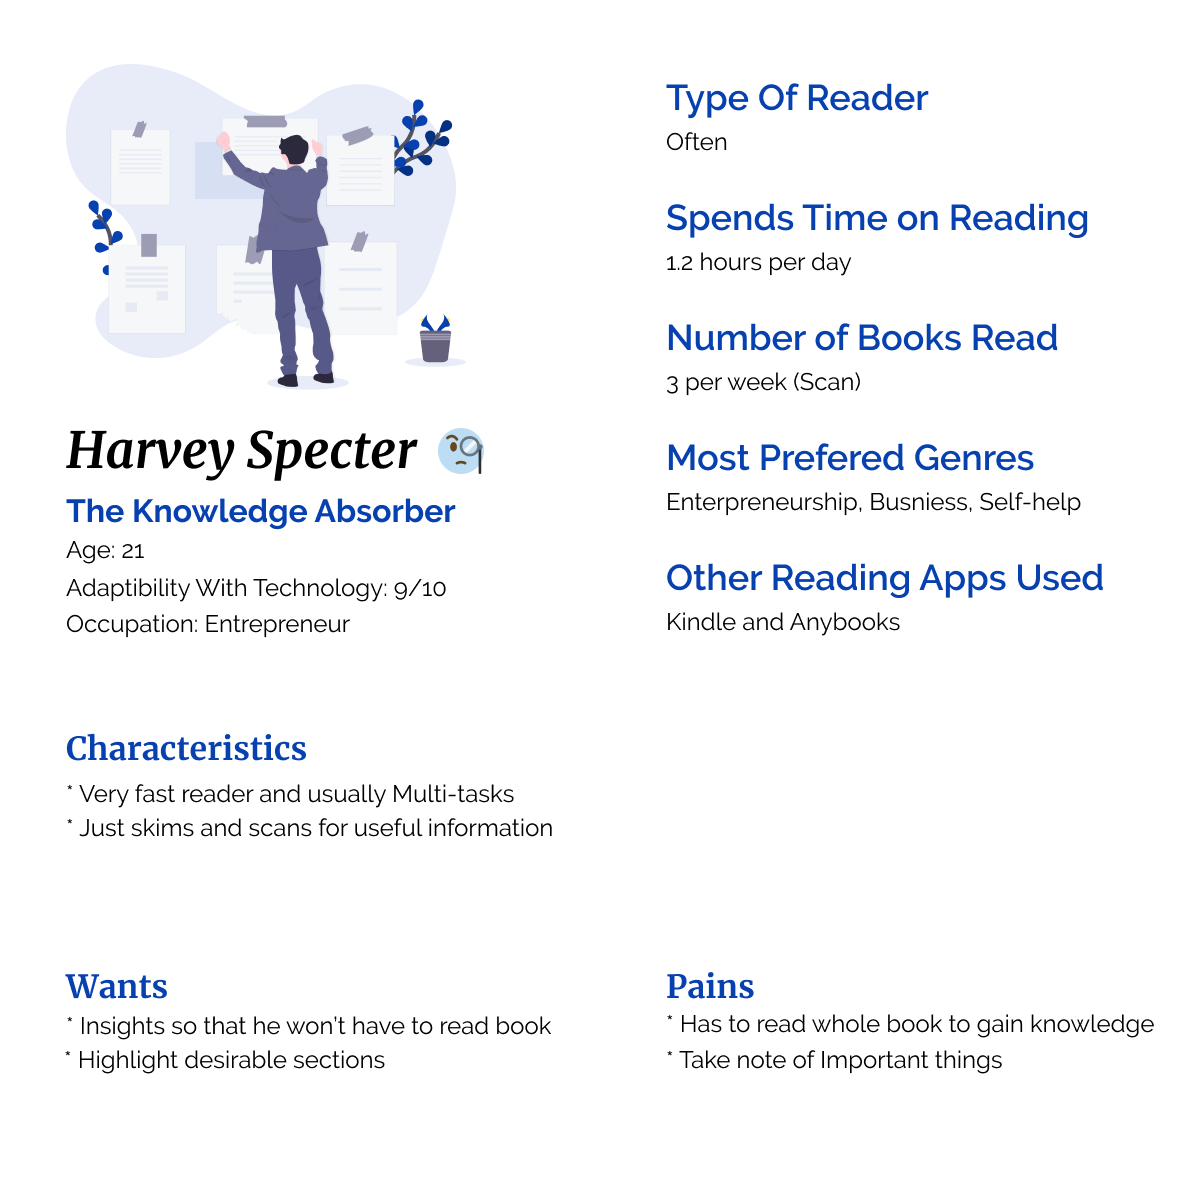 Harvey Specter
The Knowledge Absorber
Age: 21
Adaptibility With Technology: 9/10
Occupation: Entrepreneur
Type Of Reader
Often
Spends Time on Reading
1.2 hours per day
Number of Books Read
3 per week (Scan)
Most Prefered Genres
Enterpreneurship, Busniess, Self-help
Other Reading Apps Used
Kindle and Anybooks
Characteristics
* Very fast reader and usually Multi-tasks
* Just skims and scans for useful information
Wants
* Insights so that he won’t have to read book
* Highlight desirable sections
Pains
* Has to read whole book to gain knowledge
* Take note of Important things